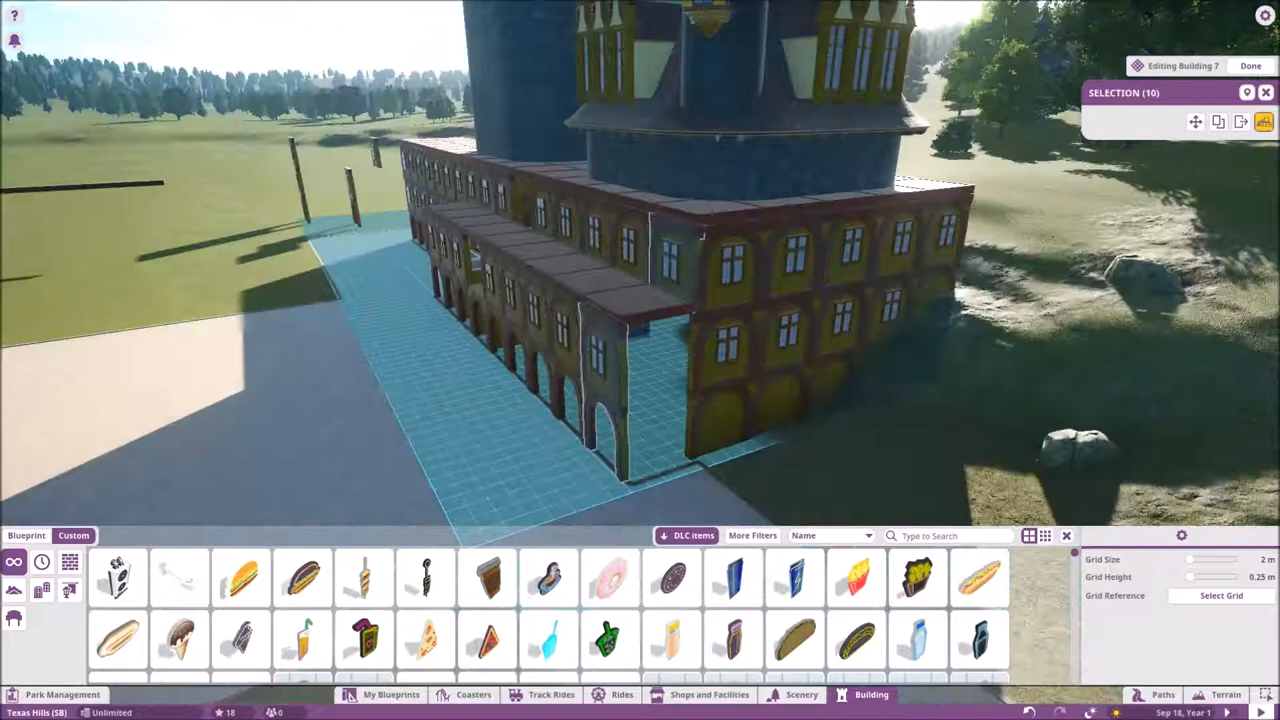 ?
Editing Building 7 Done
SELECTION (10)
Blueprint Custom DLC items More Filters Name Type to Search
Grid Size 2 m
Grid Height 0.25 m
Grid Reference Select Grid
Park Management My Blueprints Coasters Track Rides Rides Shops and Facilities Scenery Building Paths Terrain
Texas Hills (SB) Unlimited 18 0 Sep 18, Year 1